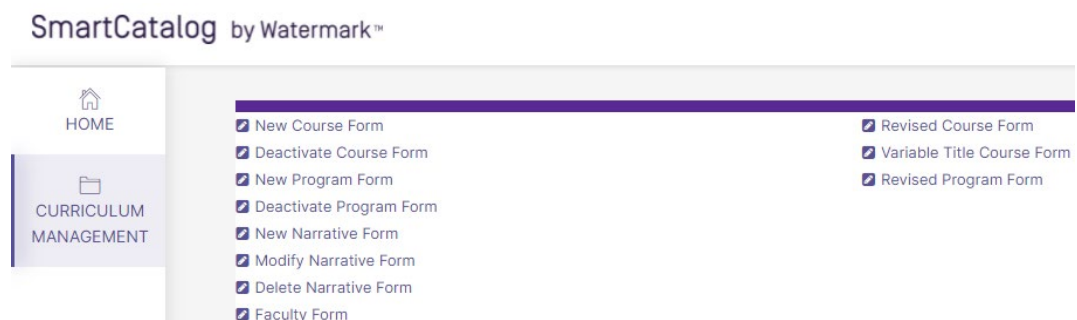 SmartCatalog by Watermark™
HOME
CURRICULUM
MANAGEMENT
New Course Form
Deactivate Course Form
New Program Form
Deactivate Program Form
New Narrative Form
Modify Narrative Form
Delete Narrative Form
Faculty Form
Revised Course Form
Variable Title Course Form
Revised Program Form